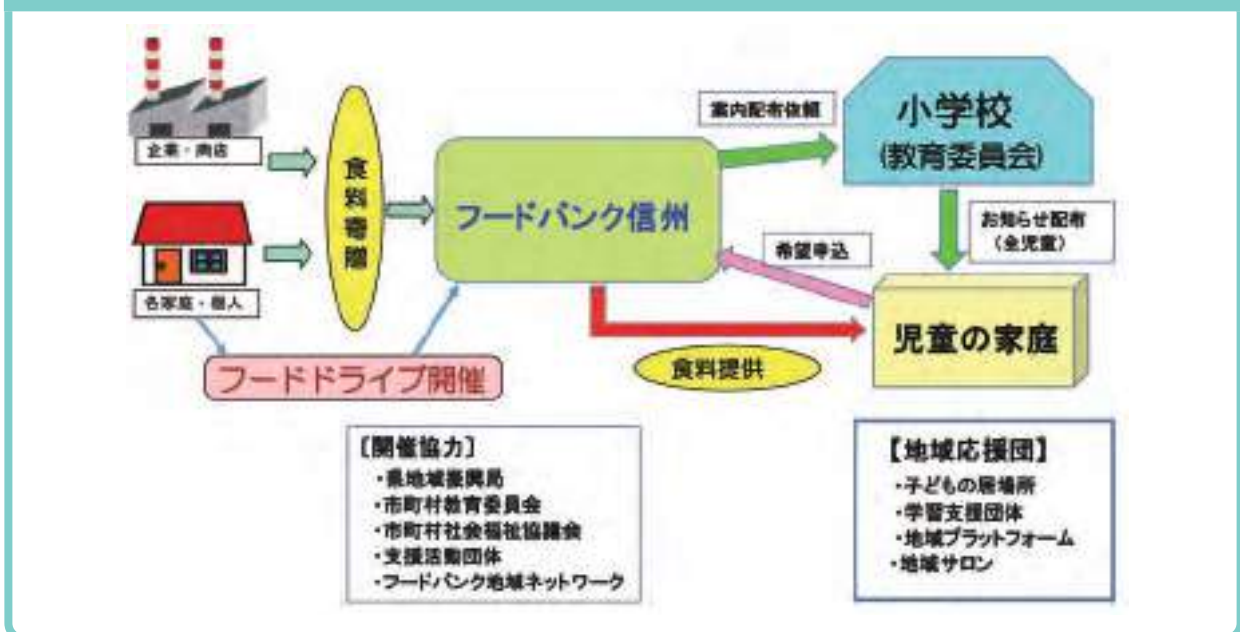 企業・商店
各家庭・個人
食料寄贈
フードバンク信州
フードドライブ開催
案内配布依頼
小学校
(教育委員会)
お知らせ配布
(全児童)
希望申込
児童の家庭
食料提供
［開催協力］
・県地域振興局
・市町村教育委員会
・市町村社会福祉協議会
・支援活動団体
・フードバンク地域ネットワーク
【地域応援団】
・子どもの居場所
・学習支援団体
・地域プラットフォーム
・地域サロン